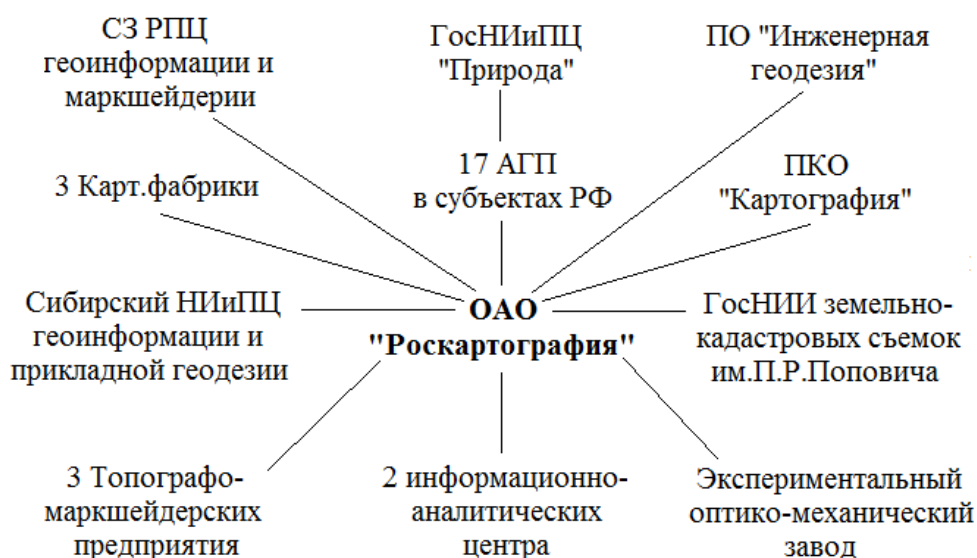 СЗ РПЦ
геоинформации и
маркшейдерии
ГосНИиПЦ
"Природа"
ПО "Инженерная
геодезия"
3 Карт.фабрики
17 АГП
в субъектах РФ
ПКО
"Картография"
Сибирский НИиПЦ
геоинформации и
прикладной геодезии
ОАО
"Роскартография"
ГосНИИ земельно-
кадастровых съемок
им.П.Р.Поповича
3 Топографо-
маркшейдерских
предприятия
2 информационно-
аналитических
центра
Экспериментальный
оптико-механический
завод